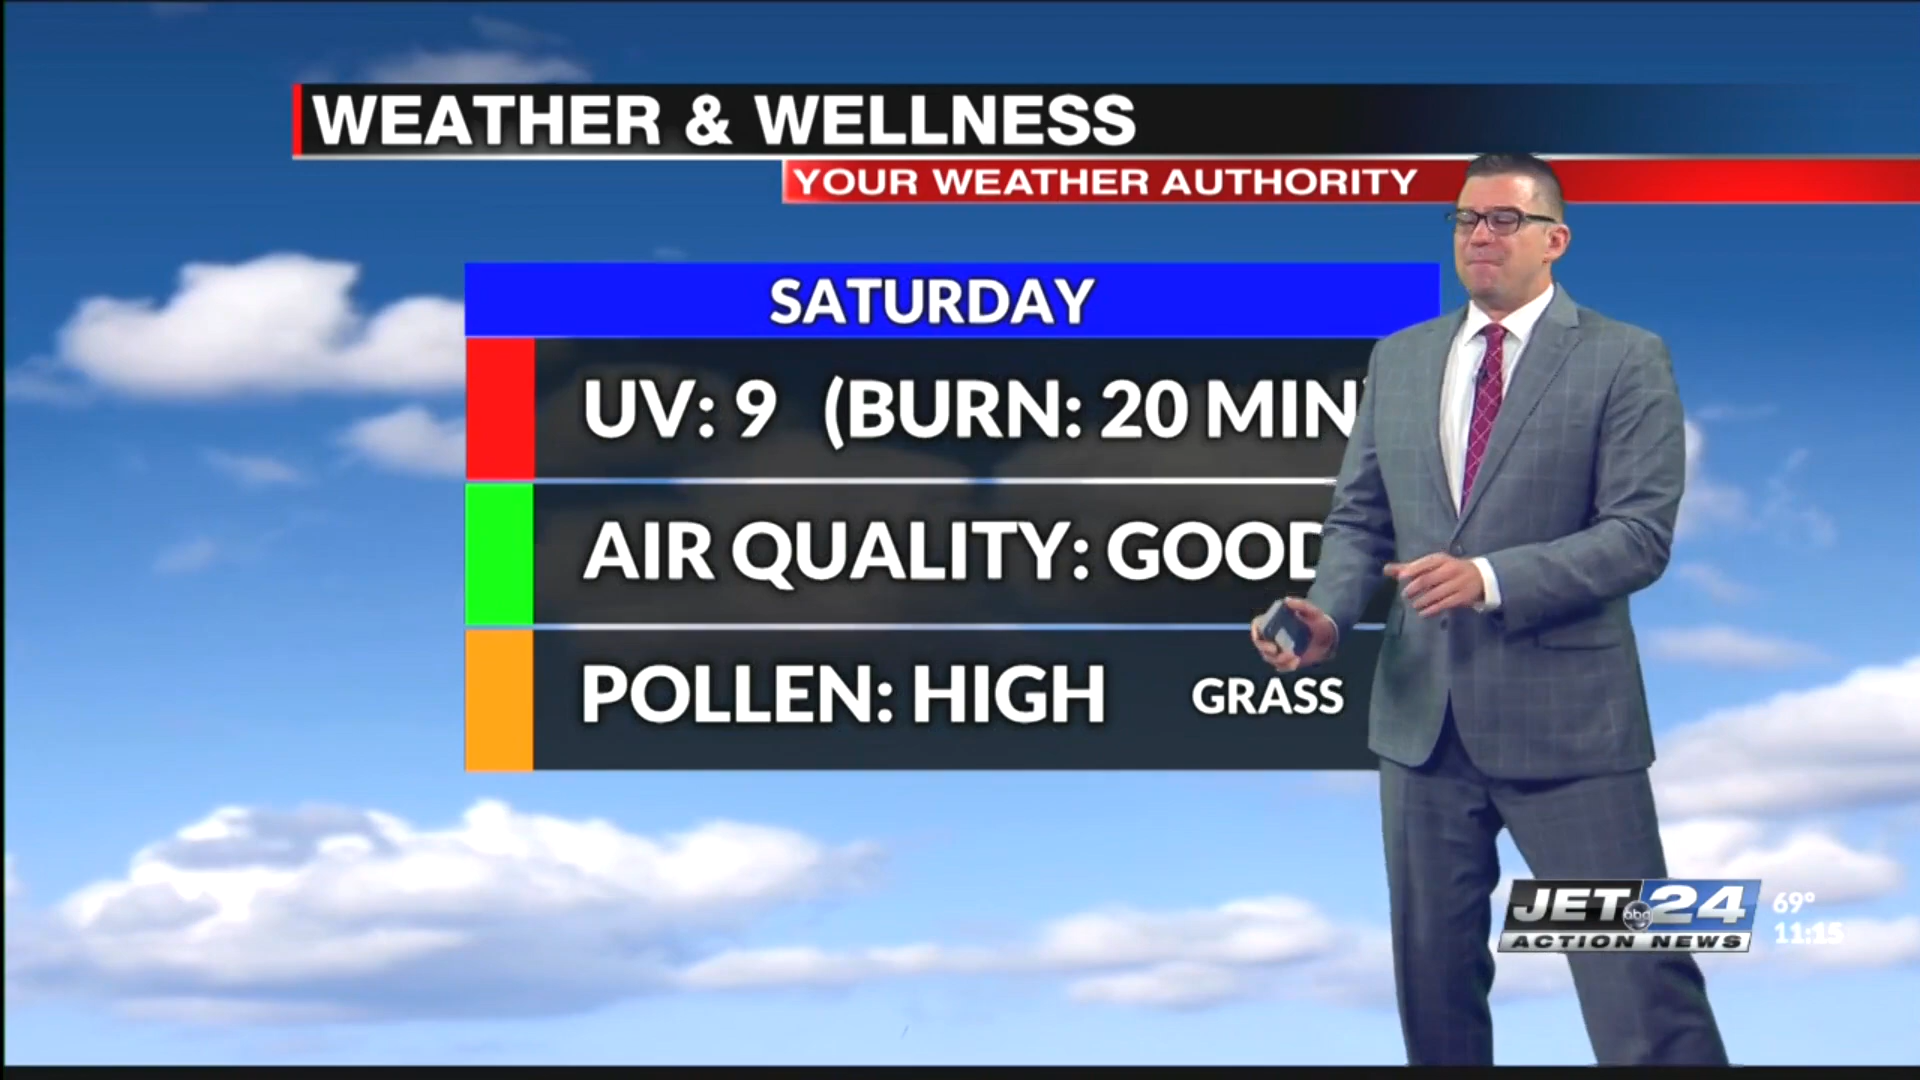 WEATHER & WELLNESS
YOUR WEATHER AUTHORITY
SATURDAY
UV: 9 (BURN: 20 MIN
AIR QUALITY: GOOD
POLLEN: HIGH GRASS
JET abc 24
ACTION NEWS
69°
11:15